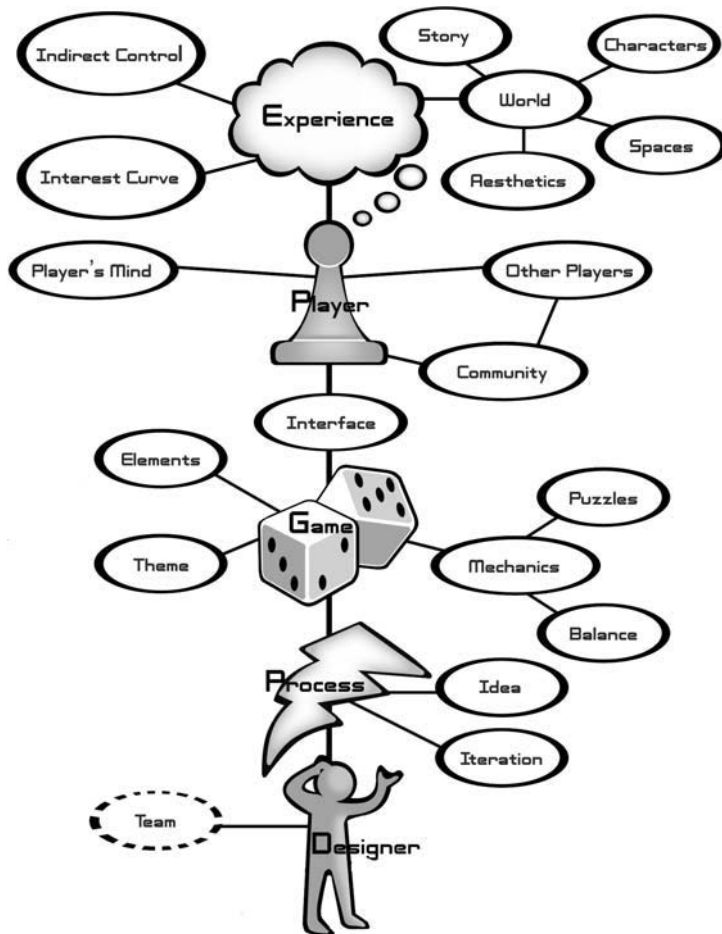 Story
Characters
Indirect Control
Experience
World
Spaces
Interest Curve
Aesthetics
Player's Mind
Other Players
Player
Community
Interface
Elements
Puzzles
Game
Theme
Mechanics
Balance
Process
Idea
Iteration
Team
Designer